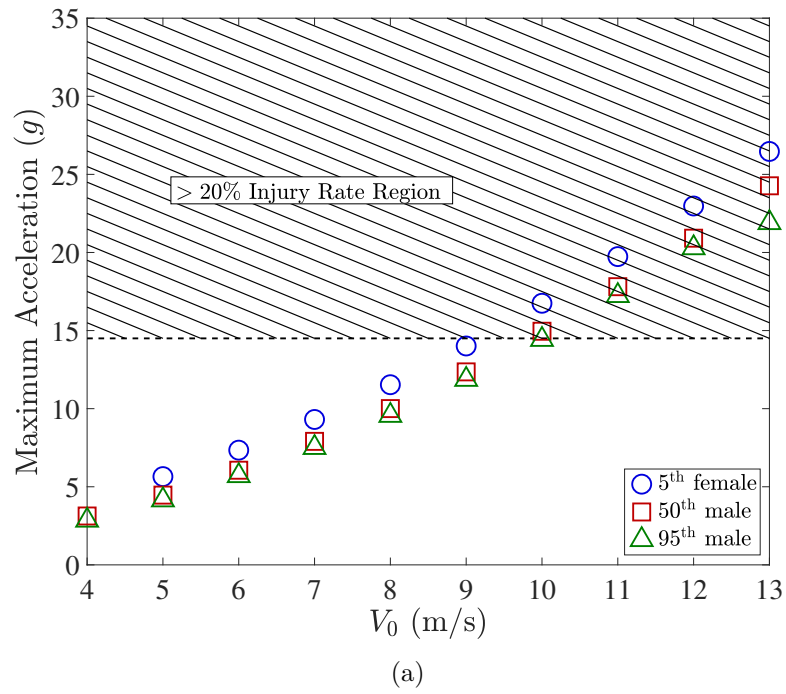 35
30
25
20
15
10
5
0
Maximum Acceleration (g)
> 20% Injury Rate Region
5th female
50th male
95th male
4 5 6 7 8 9 10 11 12 13
V0 (m/s)
(a)